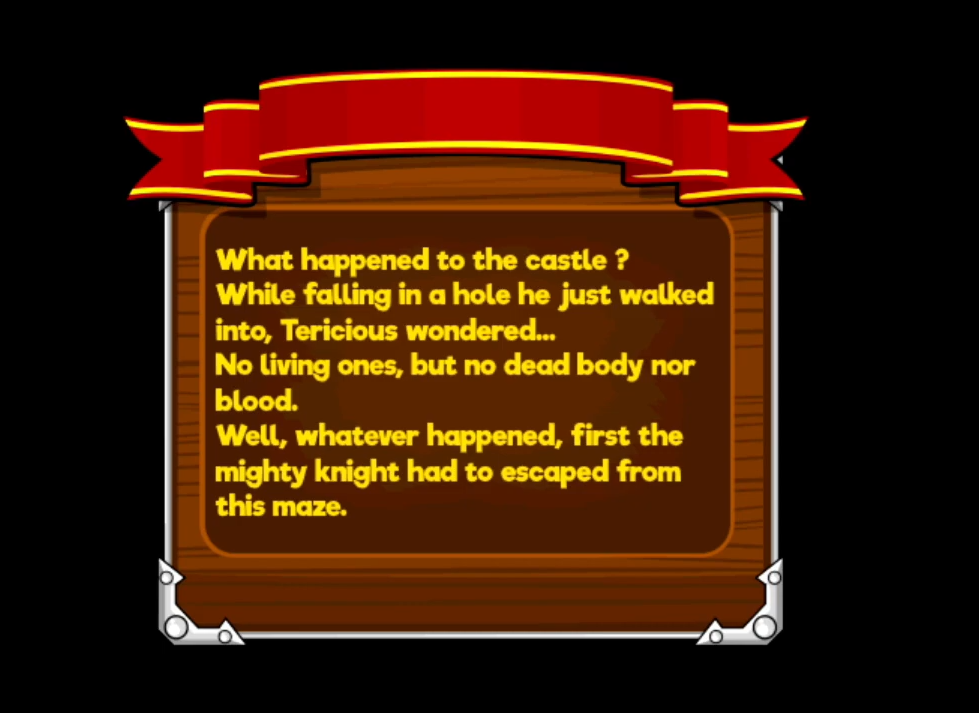 What happened to the castle ?
While falling in a hole he just walked
into, Tericious wondered...
No living ones, but no dead body nor
blood.
Well, whatever happened, first the
mighty knight had to escaped from
this maze.